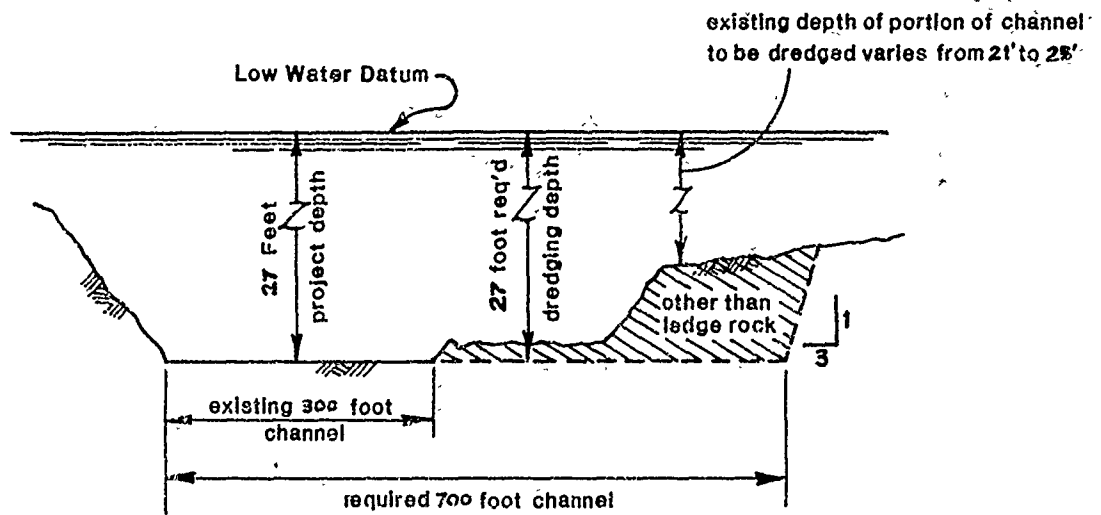 existing depth of portion of channel
to be dredged varies from 21' to
Low Water Datum
27 Feet
project depth
27 foot req'd
dredging depth
other than
ledge rock
1
3
existing 300 foot
channel
required 700 foot channel